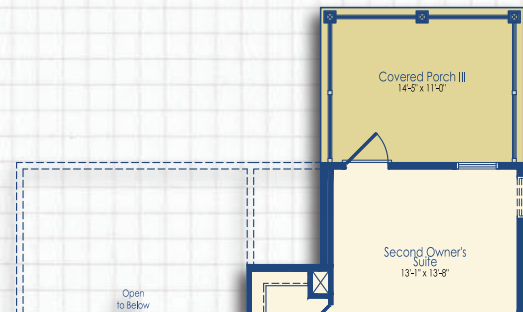 Covered Porch III
14'-5" x 11'-0"
Second Owner's
Suite
13'-1" x 13'-8"
Open
to Below